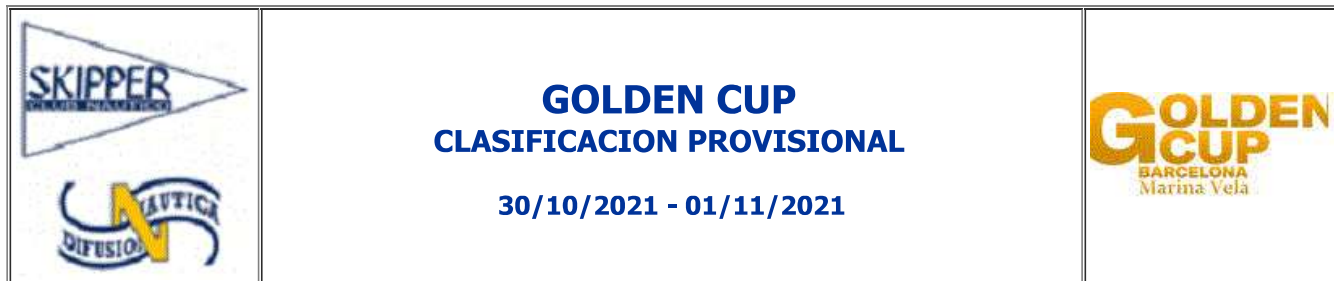 SKIPPER
CLUB NAUTICO
NAUTICA
DIFUSION
GOLDEN CUP
CLASIFICACION PROVISIONAL
30/10/2021 - 01/11/2021
GOLDEN
CUP
BARCELONA
Marina Vela